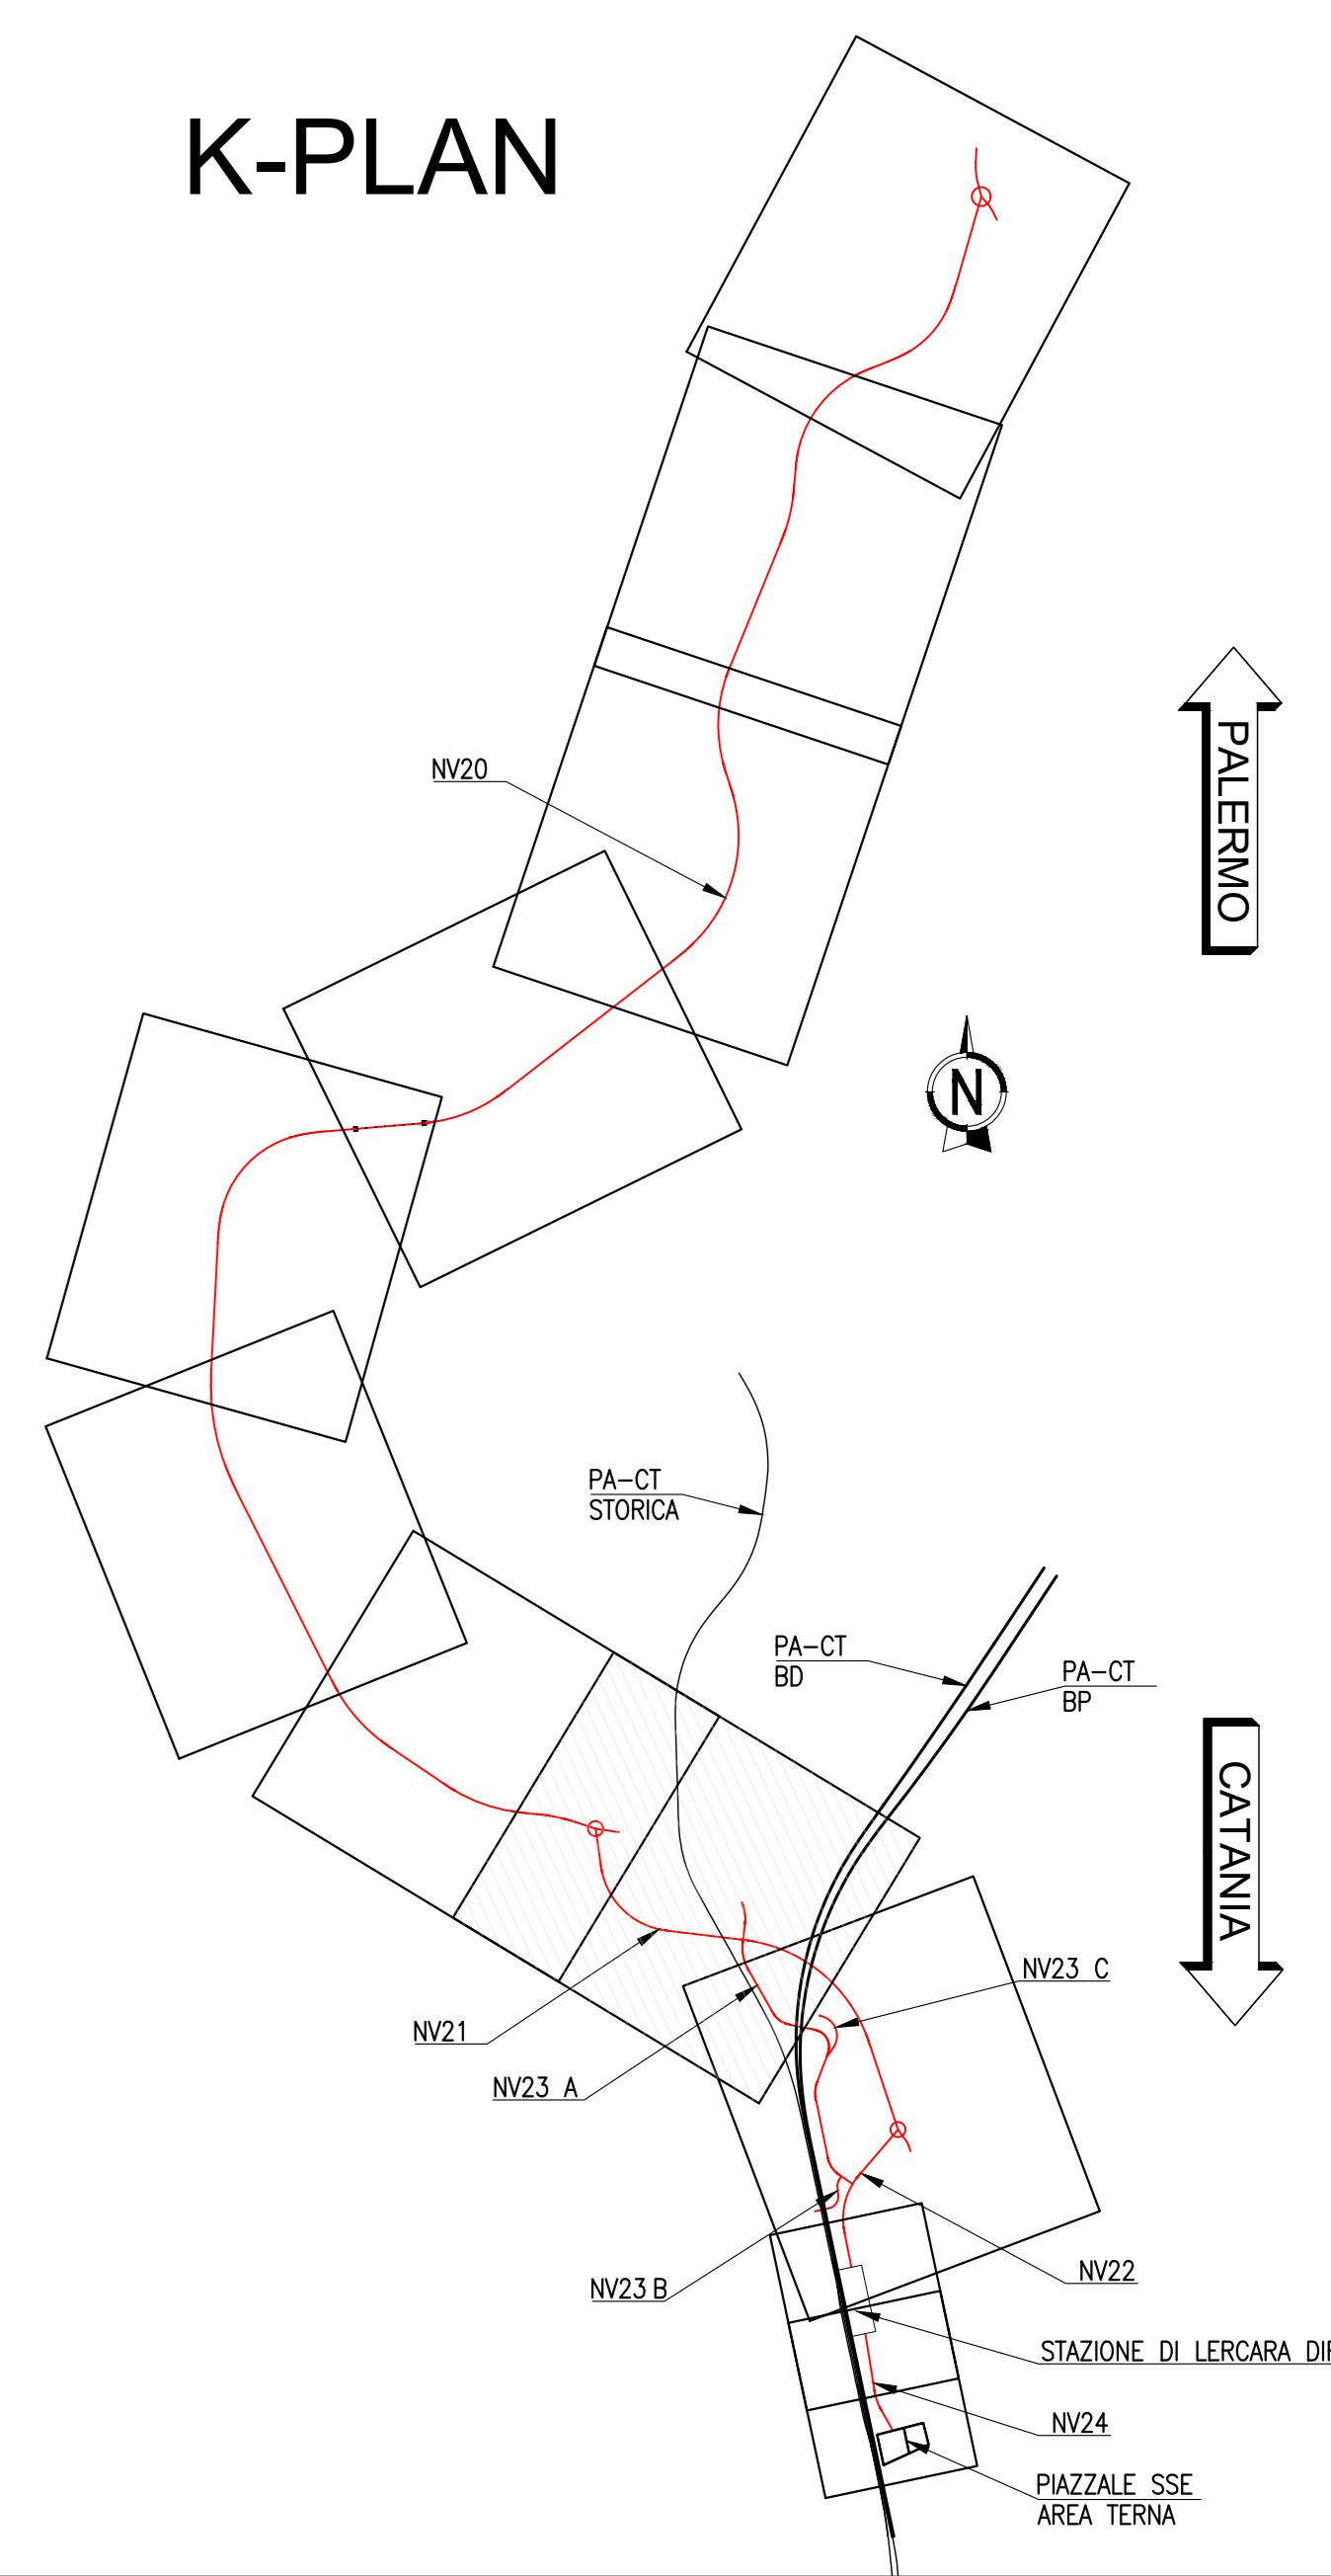 K-PLAN
NV20
PALERMO
N
PA-CT
STORICA
PA-CT
BD
PA-CT
BP
CATANIA
NV23 C
NV21
NV23 A
NV22
NV23 B
STAZIONE DI LERCARA
NV24
PIAZZALE SSE
AREA TERNA